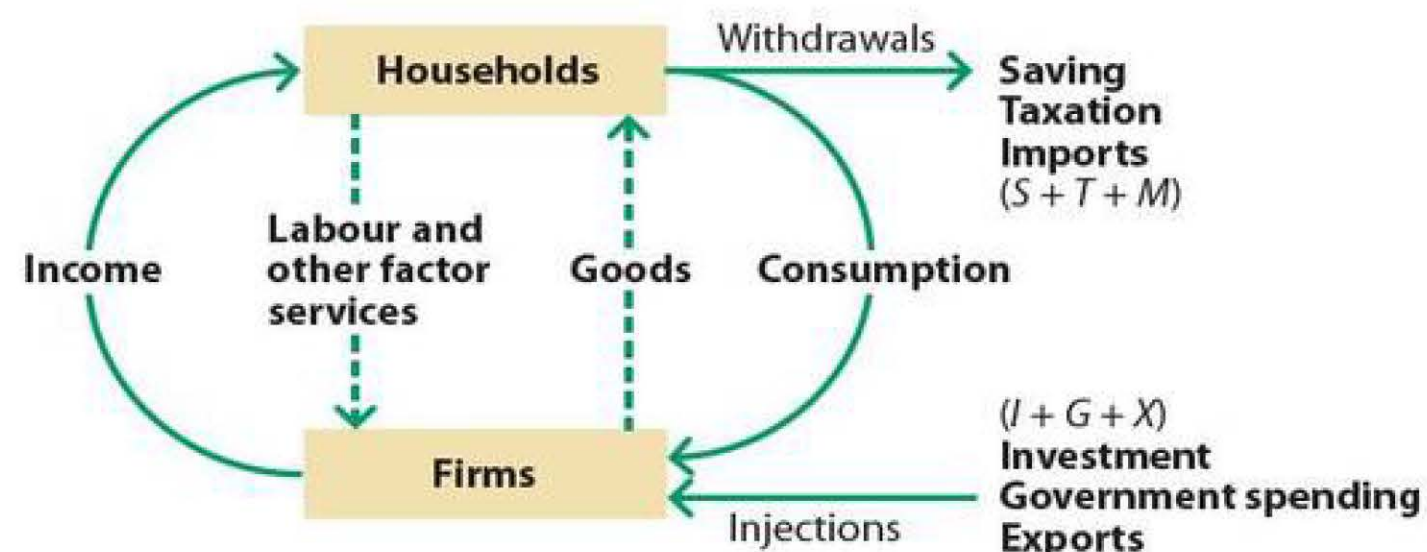 Withdrawals
Households
Saving
Taxation
Imports
(S + T + M)
Labour and
other factor
services
Income
Goods
Consumption
(I + G + X)
Investment
Government spending
Exports
Firms
Injections